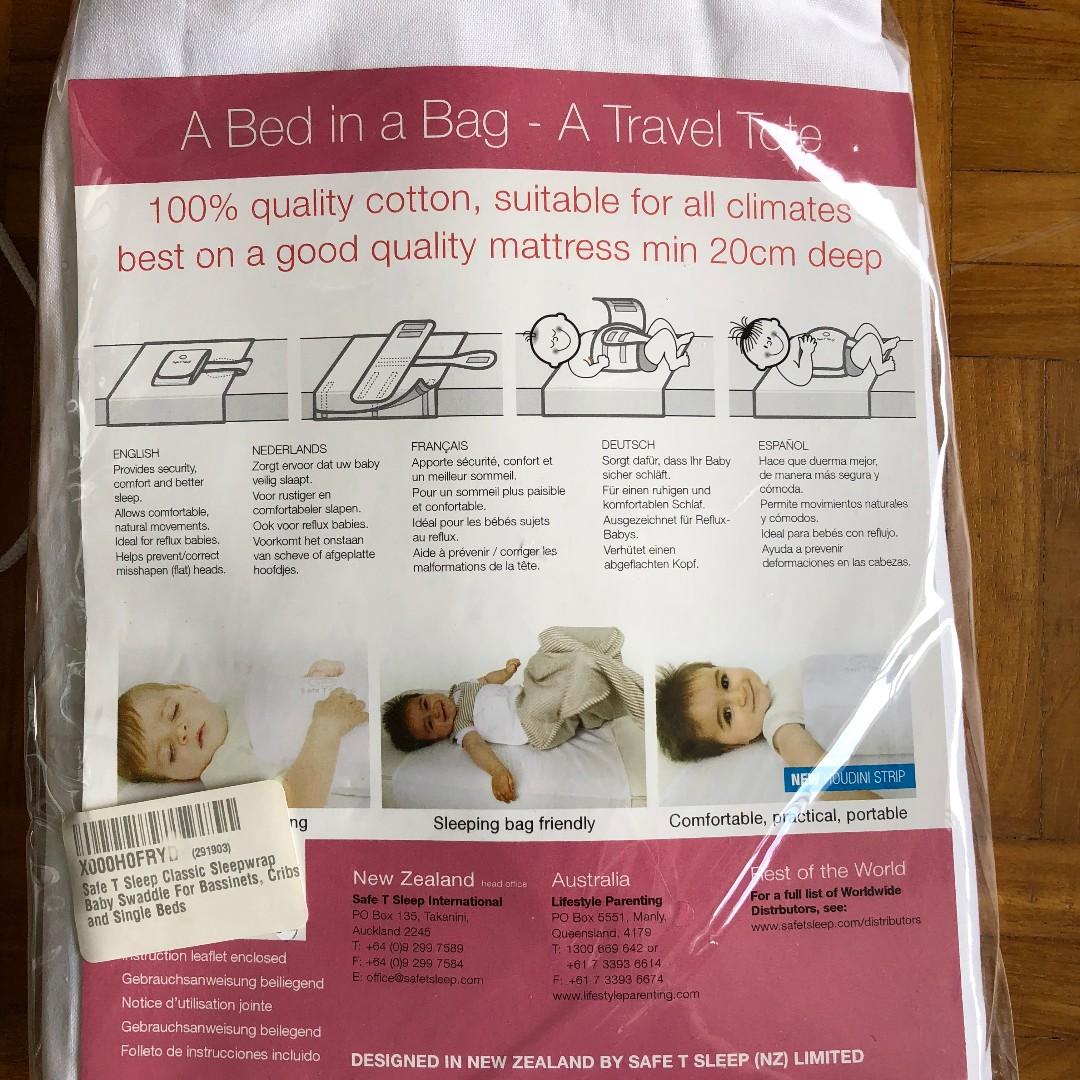 A Bed in a Bag - A Travel Tote
100% quality cotton, suitable for all climates
best on a good quality mattress min 20cm deep
ENGLISH
Provides security,
comfort and better
sleep.
Allows comfortable,
natural movements.
Ideal for reflux babies.
Helps prevent/correct
misshapen (flat) heads.
NEDERLANDS
Zorgt ervoor dat uw baby
veilig slaapt.
Voor rustiger en
comfortabeler slapen.
Ook voor reflux babies.
Voorkomt het onstaan
van scheve of afgeplatte
hoofdjes.
FRANÇAIS
Apporte sécurité, confort et
un meilleur sommeil.
Pour un sommeil plus paisible
et confortable.
Idéal pour les bébés sujets
au reflux.
Aide à prévenir / corriger les
malformations de la tête.
DEUTSCH
Sorgt dafür, dass Ihr Baby
sicher schläft.
Für einen ruhigen und
komfortablen Schlaf.
Ausgezeichnet für Reflux-
Babys.
Verhütet einen
abgeflachten Kopf.
ESPAÑOL
Hace que duerma mejor,
de manera más segura y
cómoda.
Permite movimientos naturales
y cómodos.
Ideal para bebés con reflujo.
Ayuda a prevenir
deformaciones en las cabezas.
NEW HOUDINI STRIP
Sleeping bag friendly
Comfortable, practical, portable
X000H0FRYD (291903)
Safe T Sleep Classic Sleepwrap
Baby Swaddle For Bassinets, Cribs
and Single Beds
Instruction leaflet enclosed
Gebrauchsanweisung beiliegend
Notice d'utilisation jointe
Gebrauchsanweisung beilegend
Folleto de instrucciones incluido
New Zealand head office
Safe T Sleep International
PO Box 135, Takanini,
Auckland 2245
T: +64 (0)9 299 7589
F: +64 (0)9 299 7584
E: office@safetsleep.com
Australia
Lifestyle Parenting
PO Box 5551, Manly,
Queensland, 4179
T: 1300 669 642 or
+61 7 3393 6614
F: +61 7 3393 6674
www.lifestyleparenting.com
Rest of the World
For a full list of Worldwide
Distrbutors, see:
www.safetsleep.com/distributors
DESIGNED IN NEW ZEALAND BY SAFE T SLEEP (NZ) LIMITED